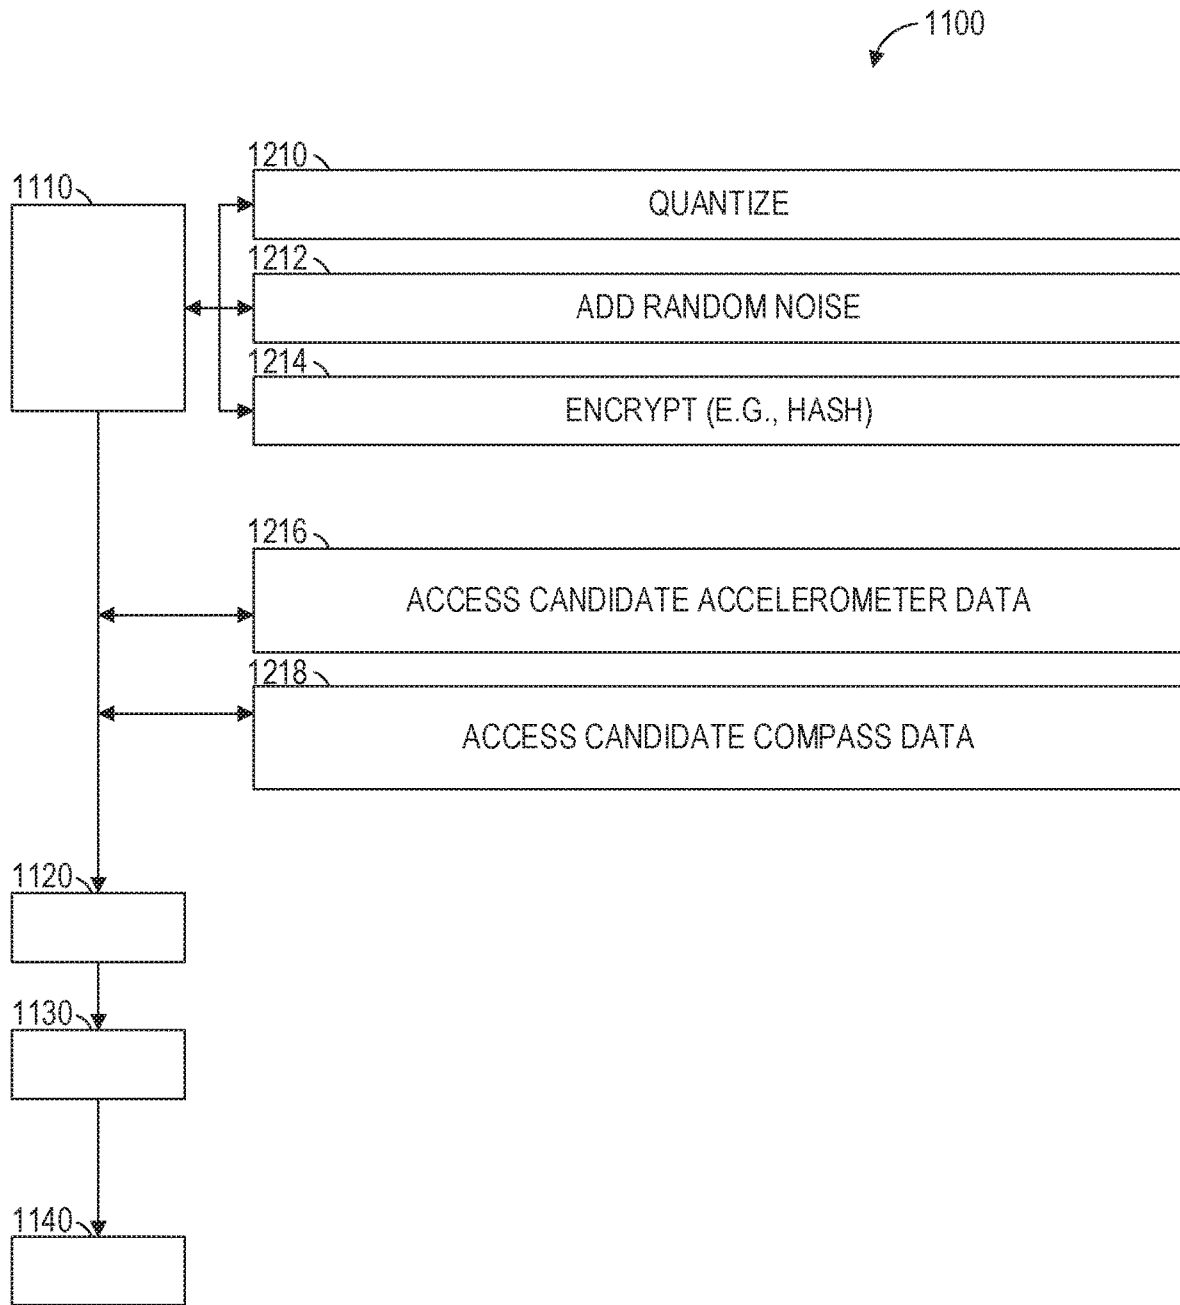 1100
1210
1110
QUANTIZE
1212
ADD RANDOM NOISE
1214
ENCRYPT (E.G., HASH)
1216
ACCESS CANDIDATE ACCELEROMETER DATA
1218
ACCESS CANDIDATE COMPASS DATA
1120
1130
1140